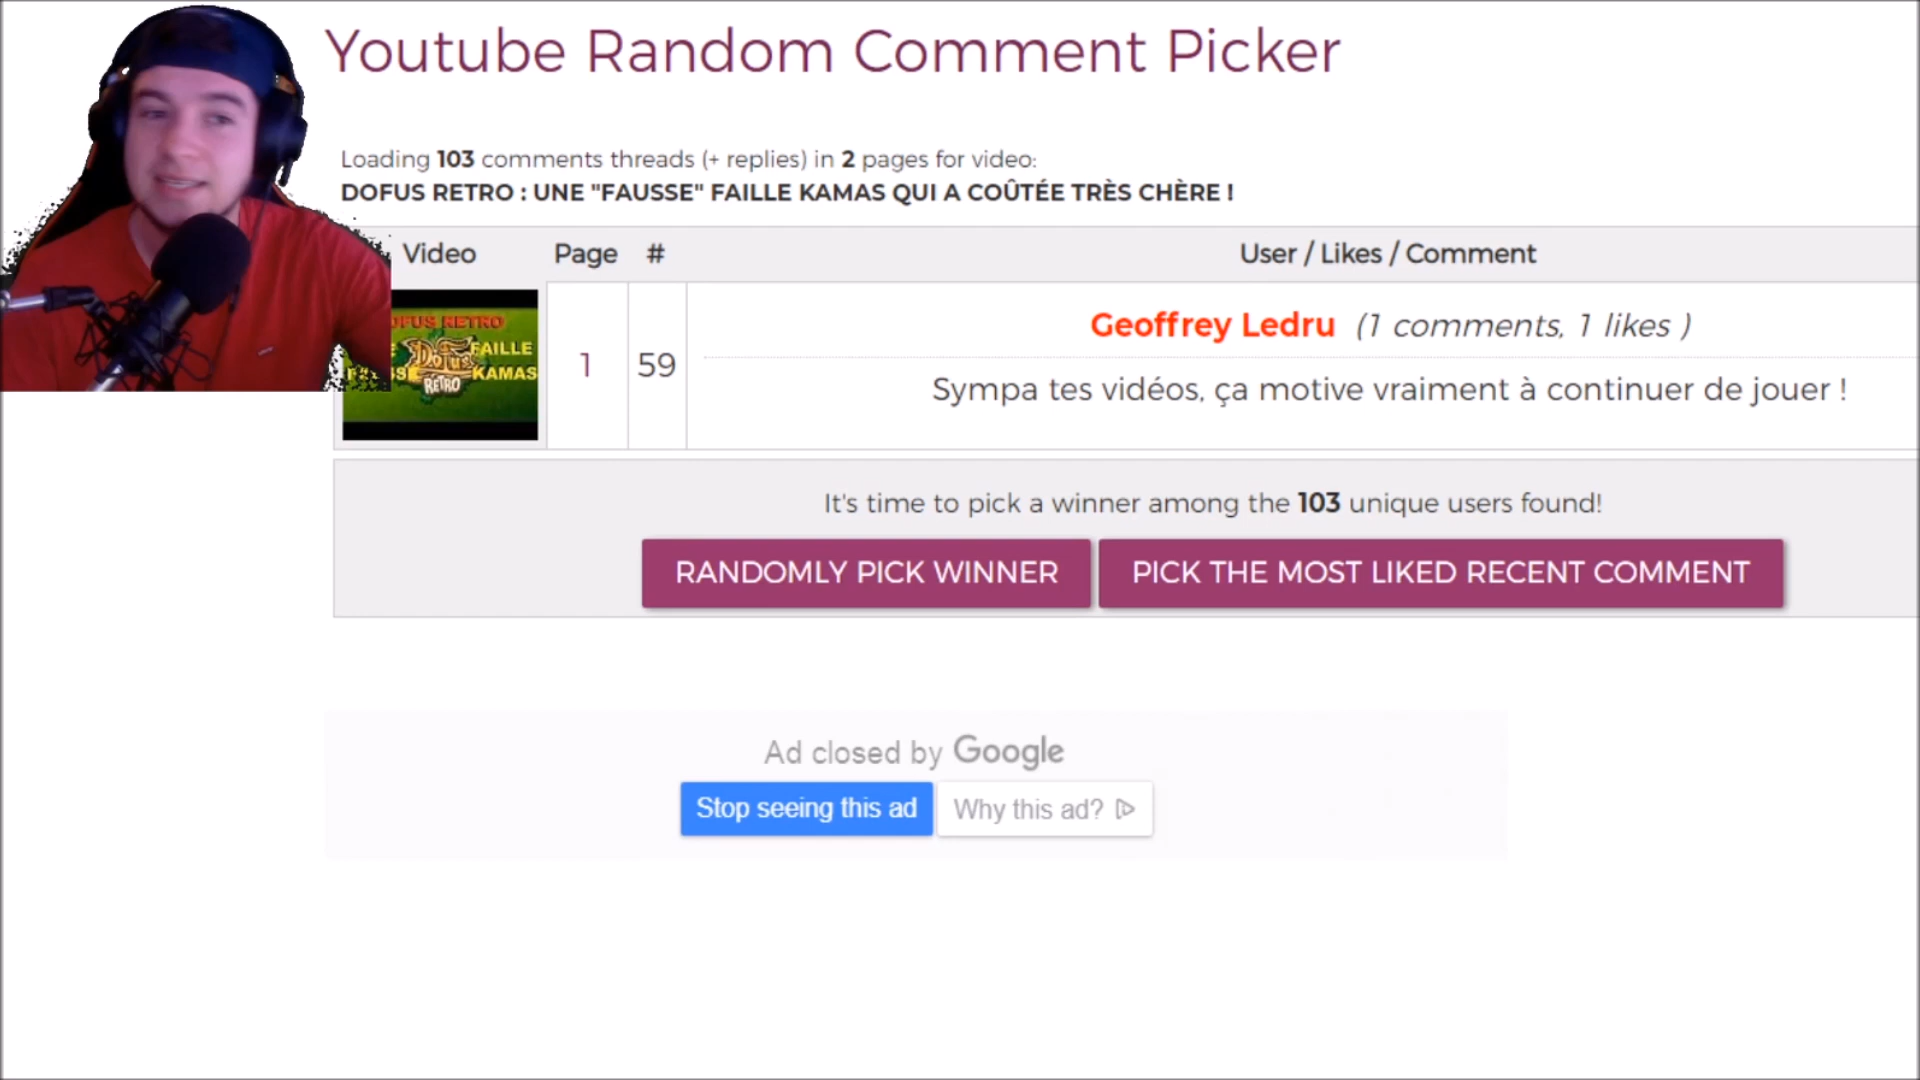 Youtube Random Comment Picker
Loading 103 comments threads (+ replies) in 2 pages for video:
DOFUS RETRO : UNE "FAUSSE" FAILLE KAMAS QUI A COÛTÉE TRÈS CHÈRE !
Video Page # User / Likes / Comment
OFUS RETRO
FAILLE
KAMAS
Dofus
RETRO
1 59
Geoffrey Ledru (1 comments, 1 likes )
Sympa tes vidéos, ça motive vraiment à continuer de jouer !
It's time to pick a winner among the 103 unique users found!
RANDOMLY PICK WINNER PICK THE MOST LIKED RECENT COMMENT
Ad closed by Google
Stop seeing this ad Why this ad?